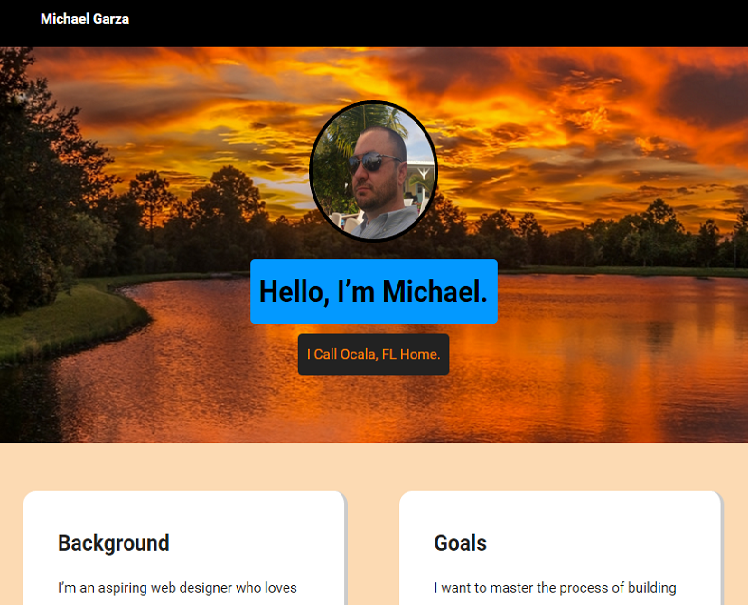 Michael Garza
Hello, I'm Michael.
I Call Ocala, FL Home.
Background
I'm an aspiring web designer who loves
Goals
I want to master the process of building